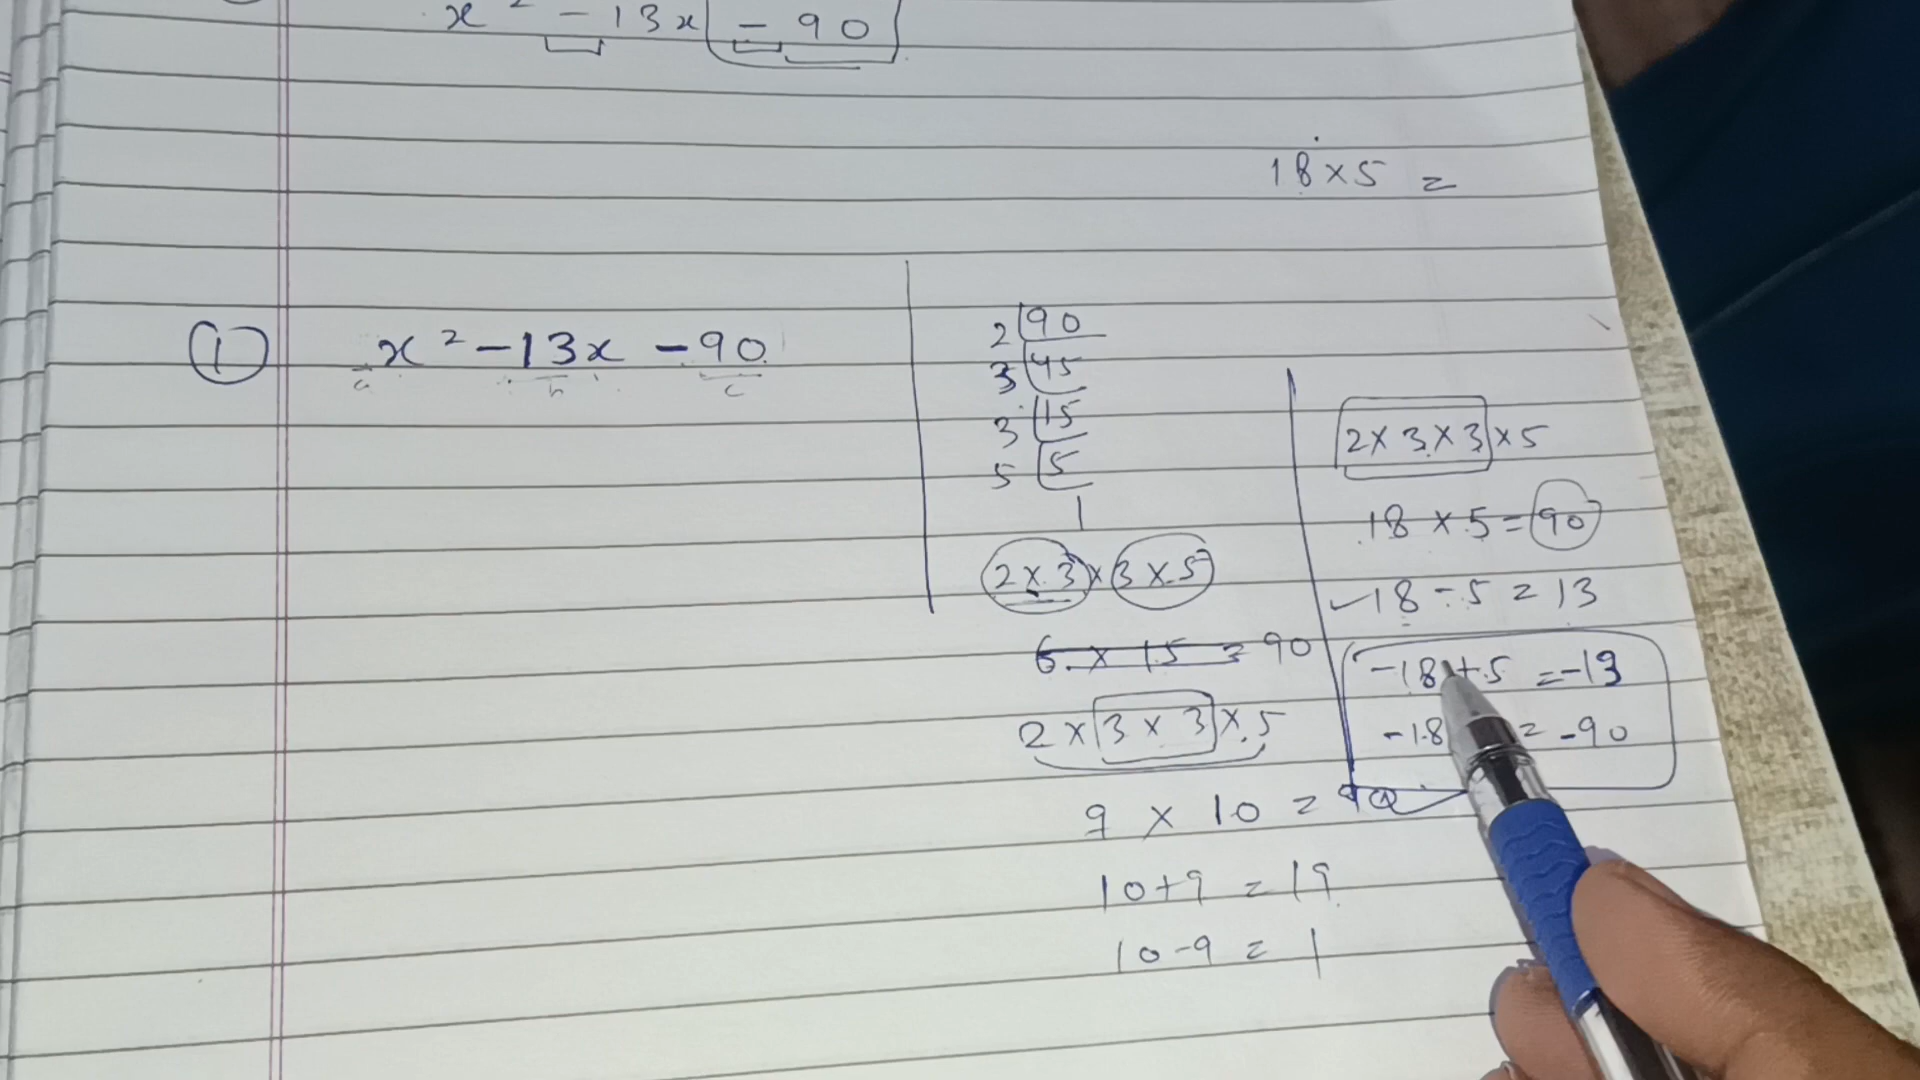 x² - 13x - 90
18 × 5 =
① x² - 13x - 90
a b c
2 | 90
3 | 45
3 | 15
5 | 5
1
2 × 3 × 3 × 5
6 × 15 = 90
2 × 3 × 3 × 5
9 × 10 = 90
10 + 9 = 19
10 - 9 = 1
2 × 3 × 3 × 5
18 × 5 = 90
18 - 5 = 13
-18 + 5 = -13
-18 = -90